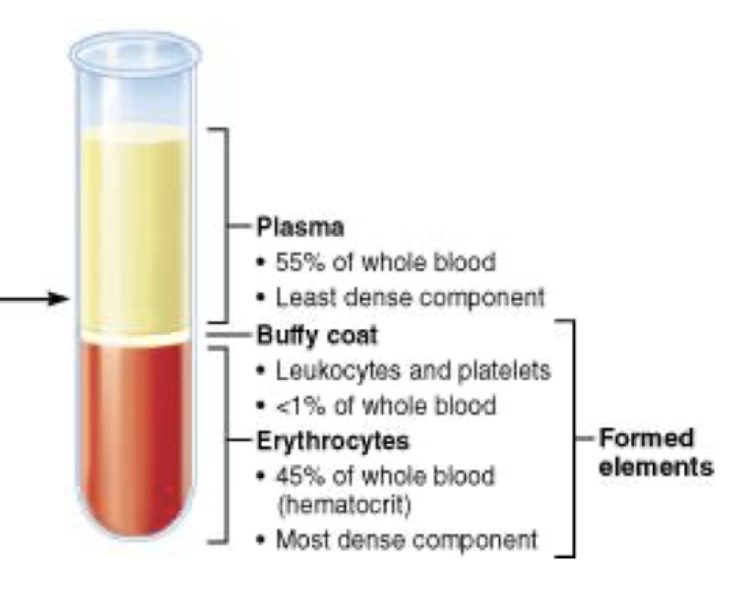 Plasma
• 55% of whole blood
• Least dense component
Buffy coat
• Leukocytes and platelets
• <1% of whole blood
Erythrocytes
• 45% of whole blood
(hematocrit)
• Most dense component
Formed
elements